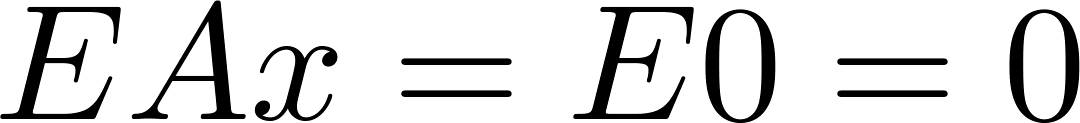 EAx = E0 = 0